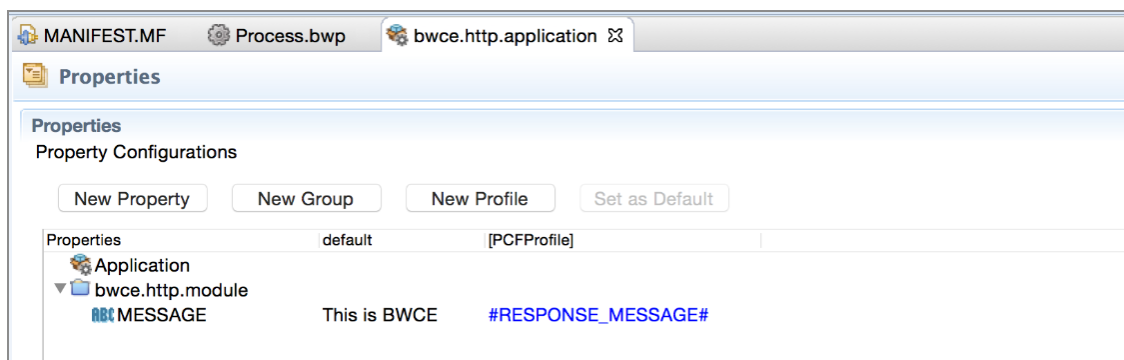 MANIFEST.MF Process.bwp bwce.http.application
Properties
Properties
Property Configurations
New Property New Group New Profile Set as Default
Properties default [PCFProfile]
Application
bwce.http.module
ABC MESSAGE This is BWCE #RESPONSE_MESSAGE#